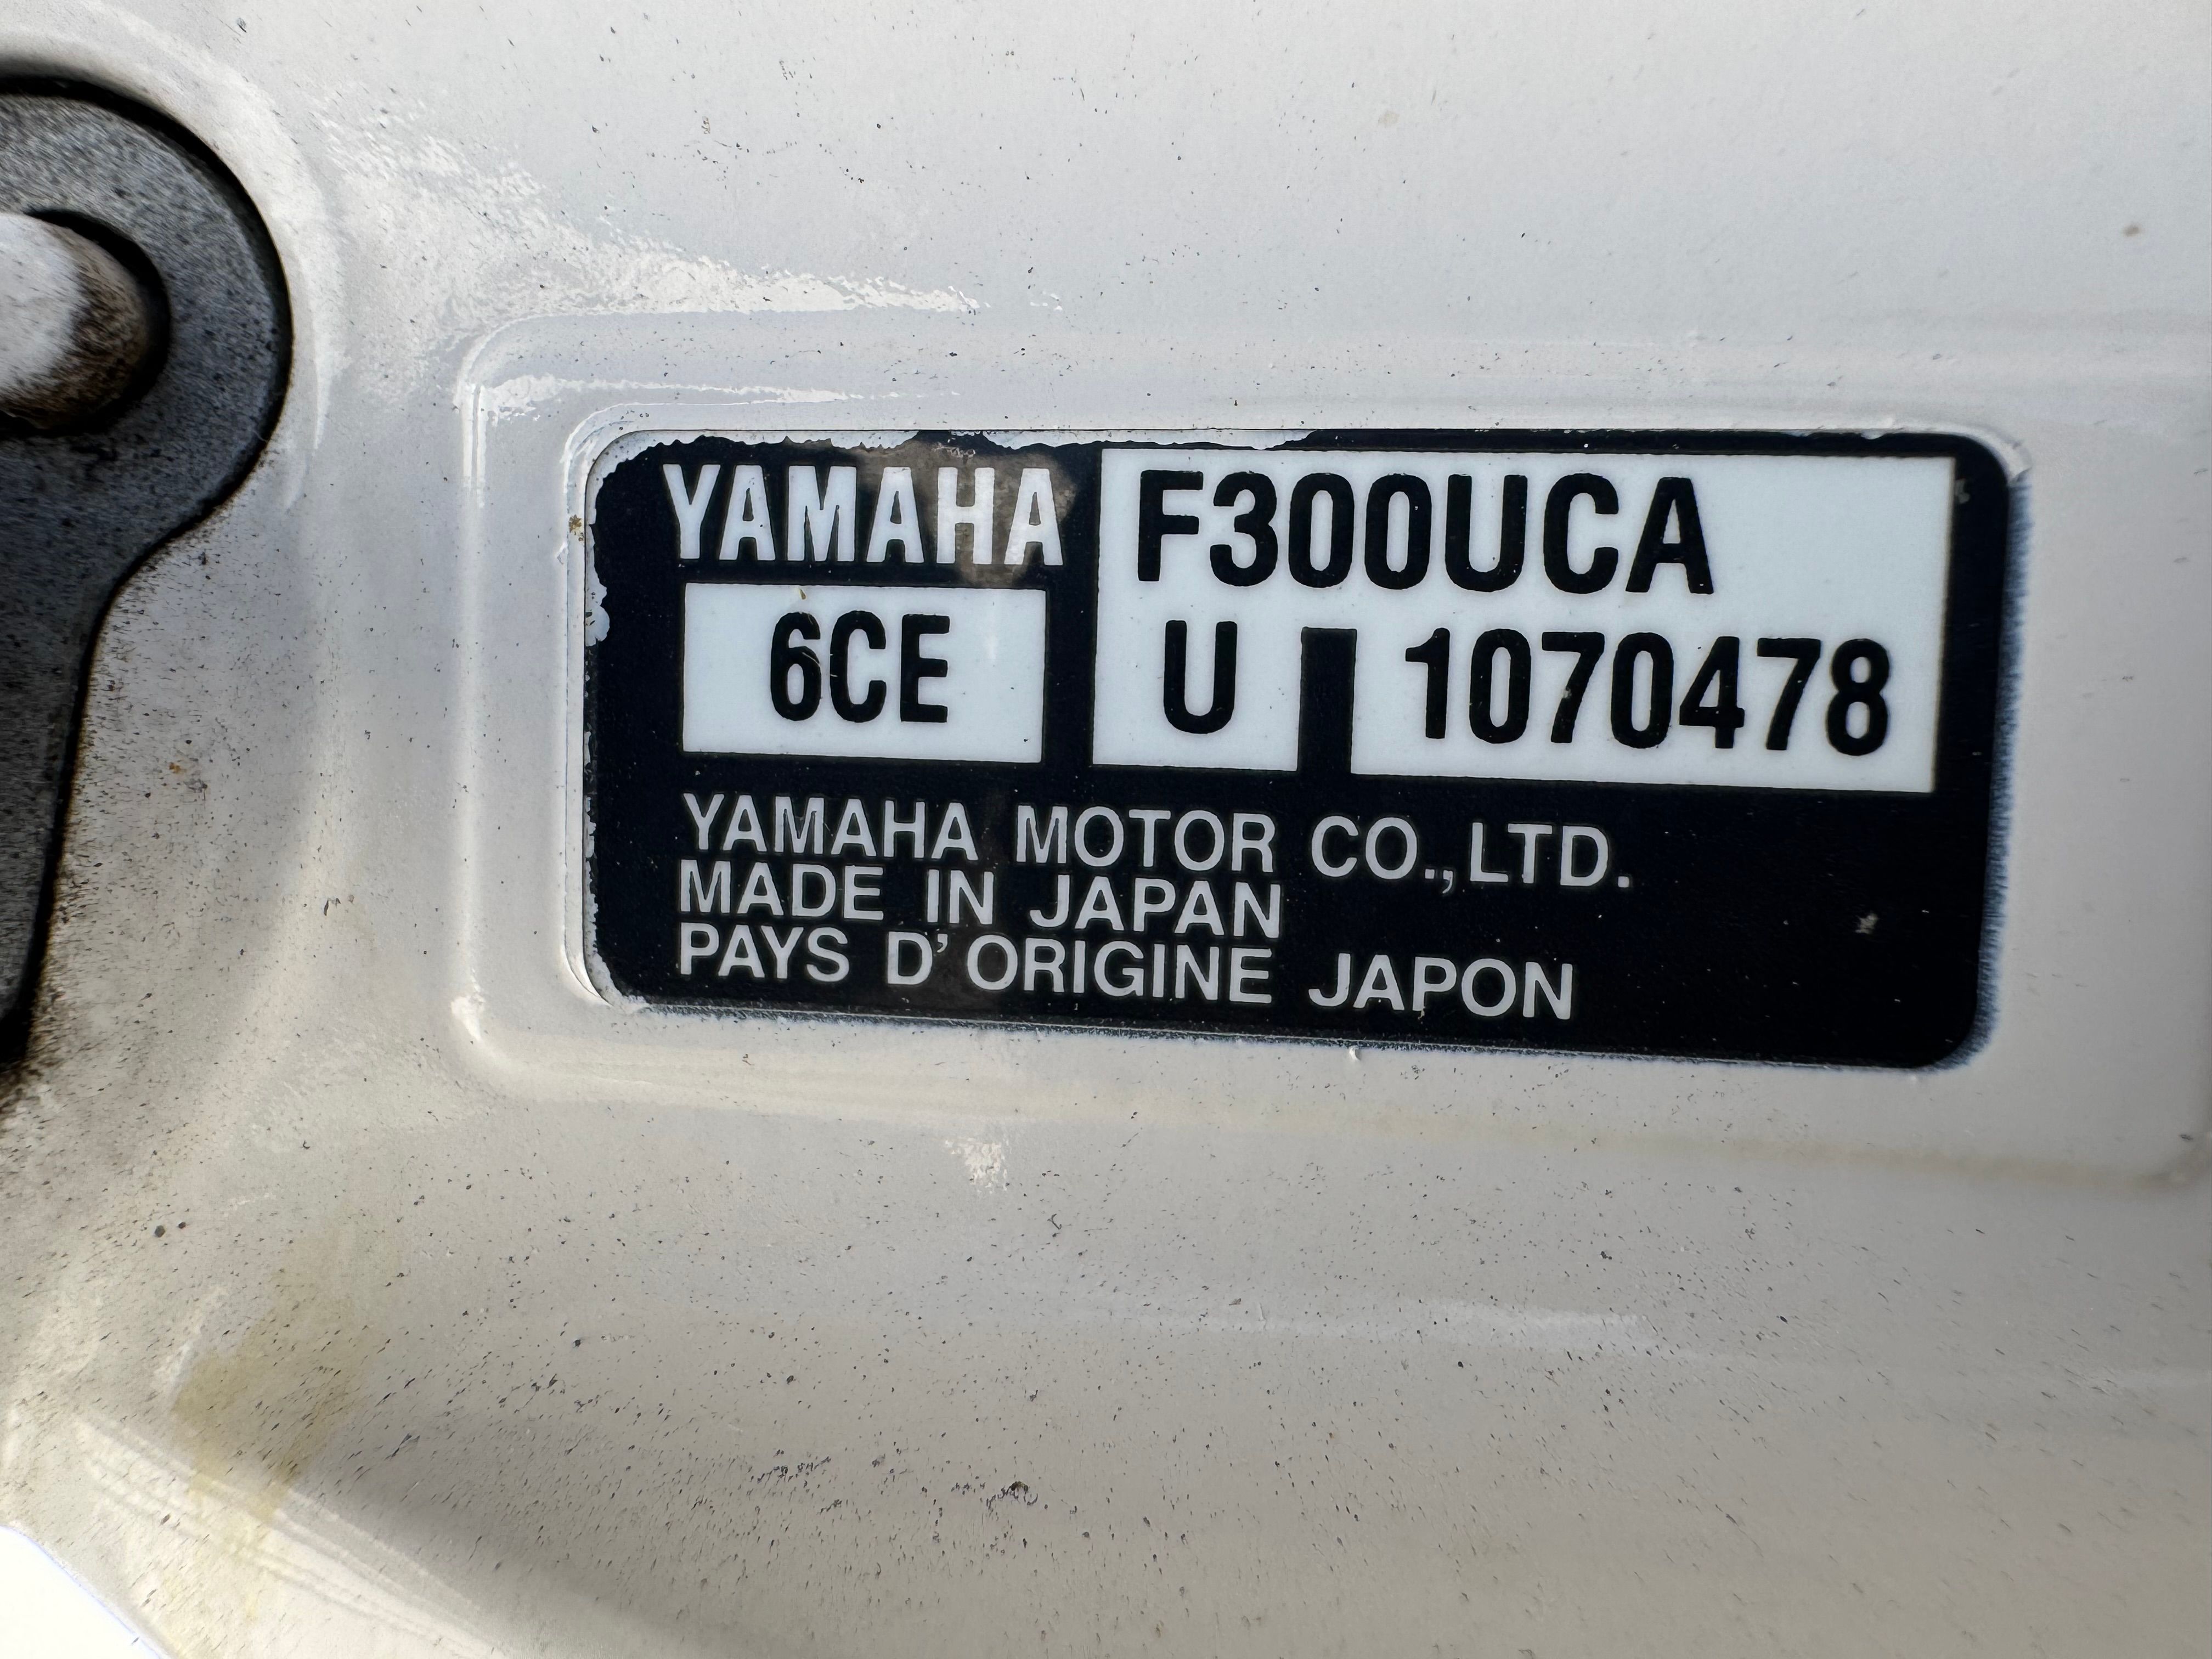 YAMAHA F300UCA
6CE U 1070478
YAMAHA MOTOR CO.,LTD.
MADE IN JAPAN
PAYS D'ORIGINE JAPON